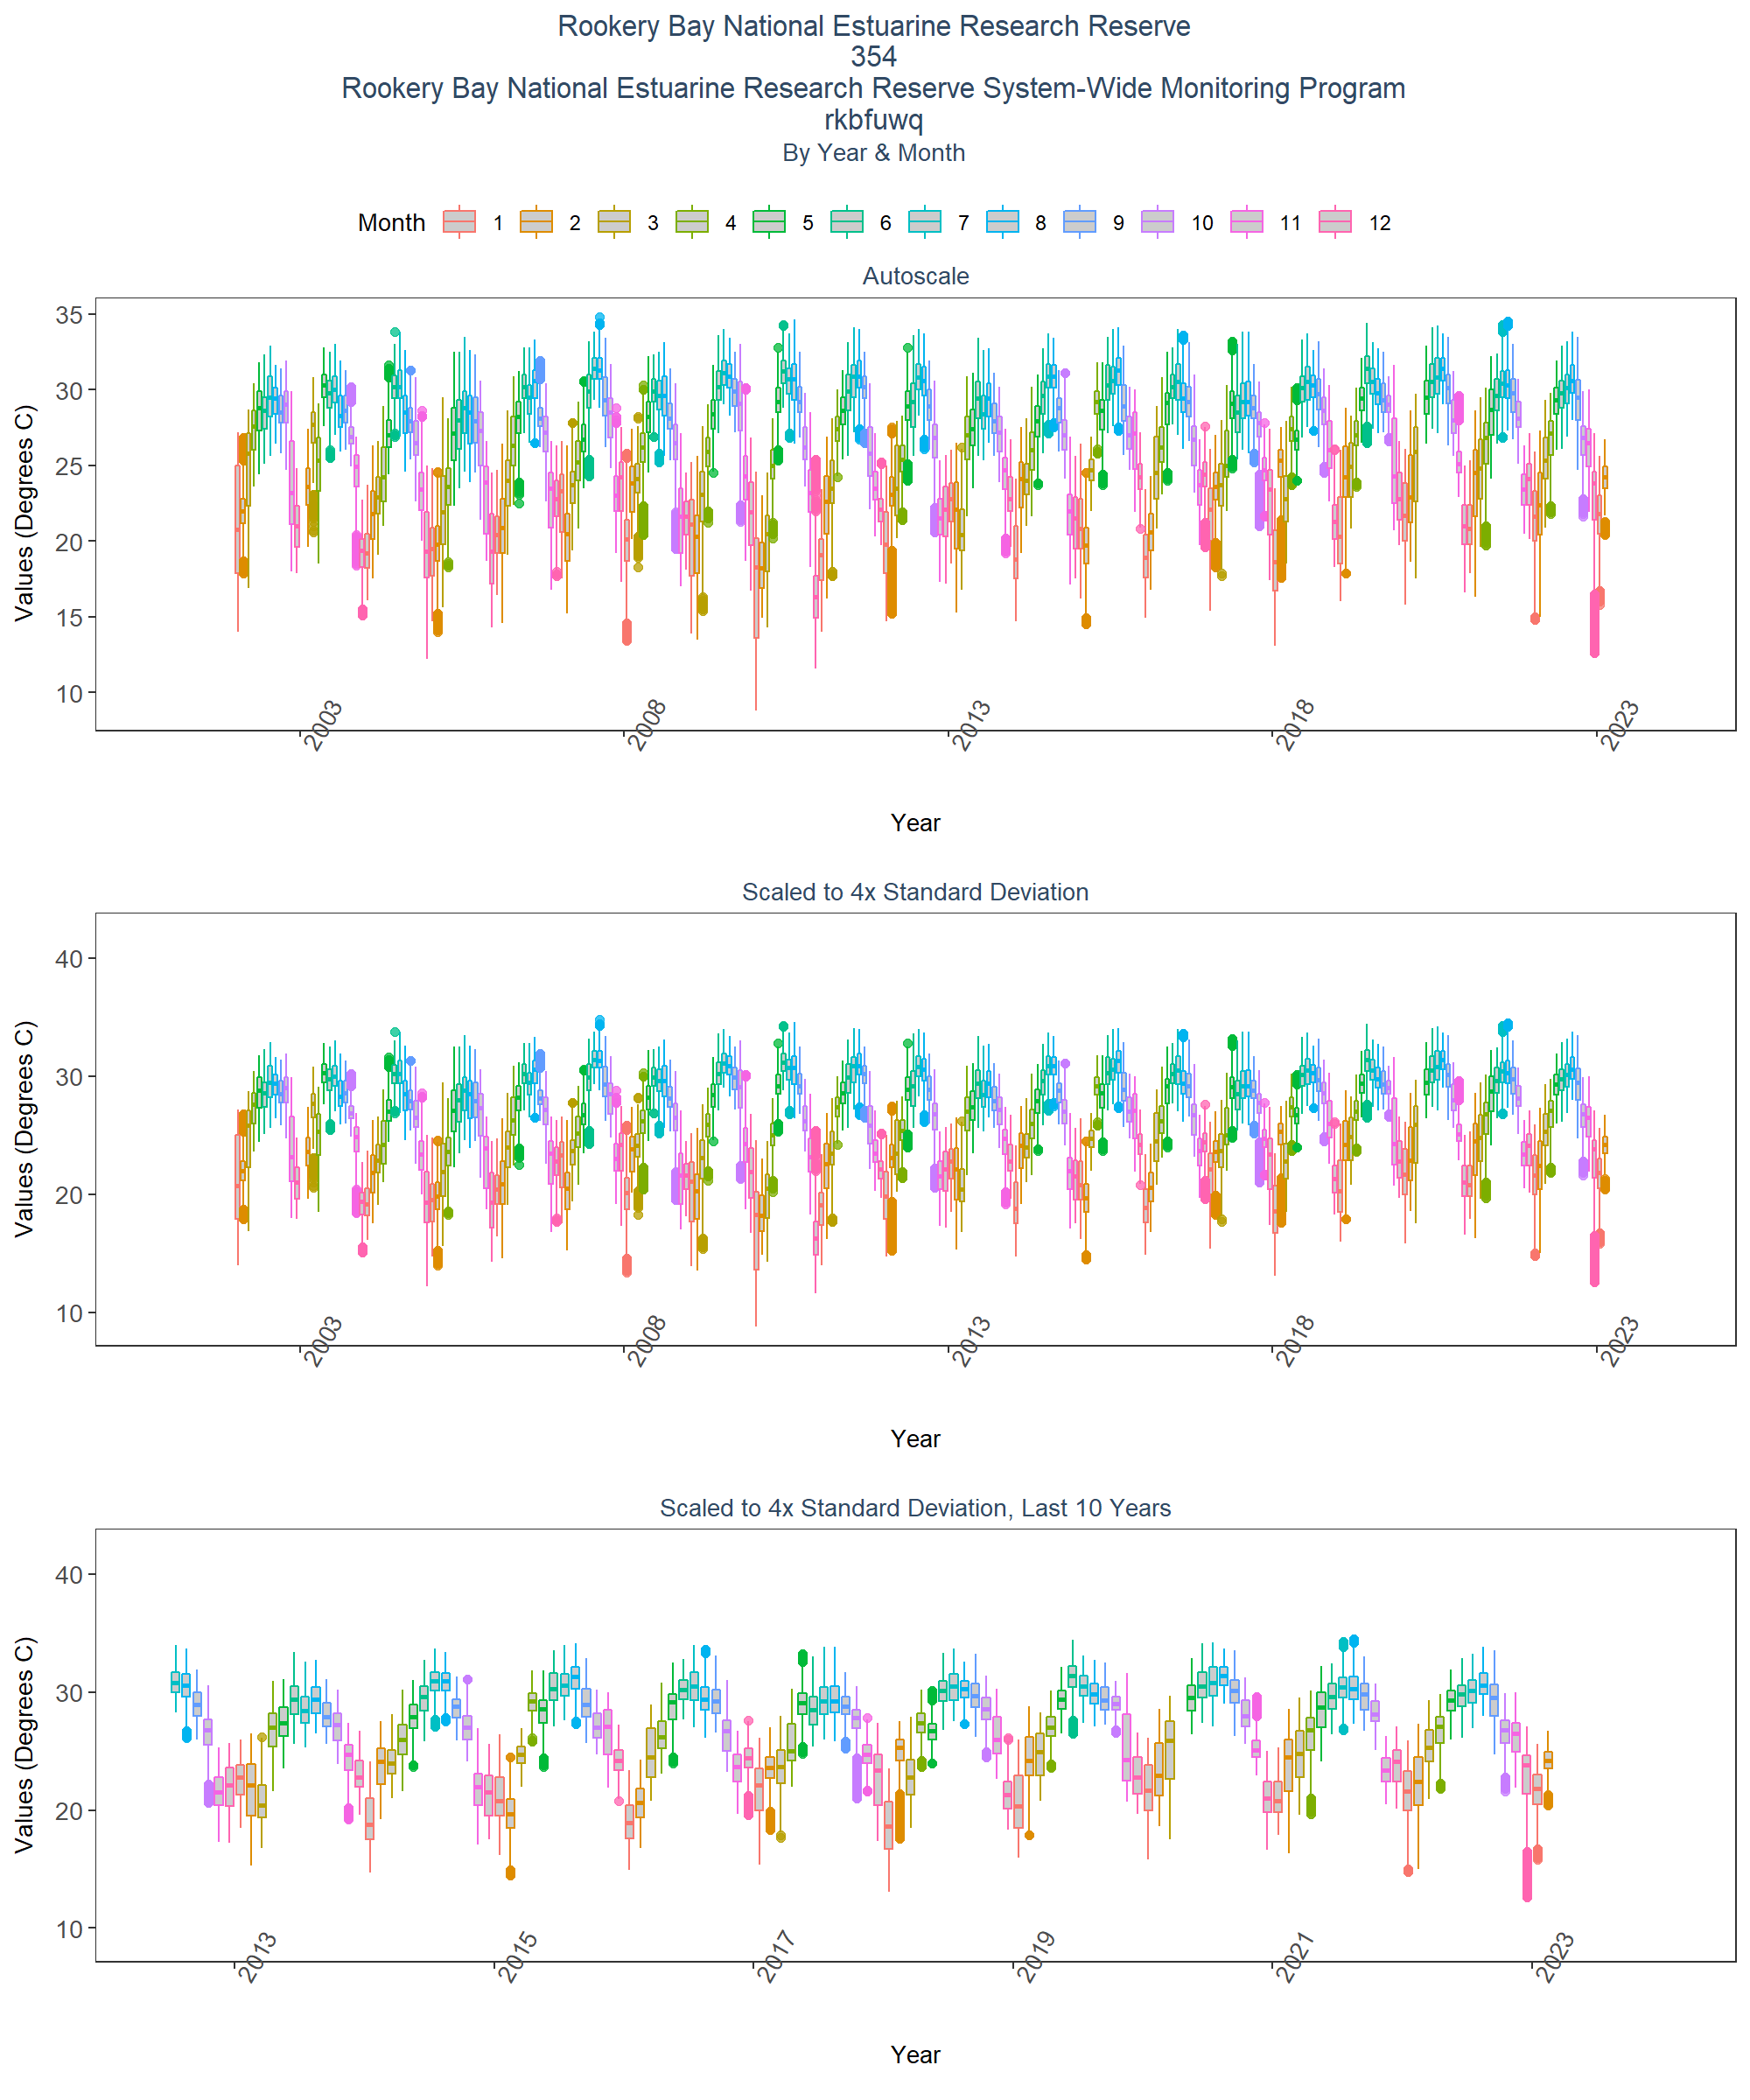 Rookery Bay National Estuarine Research Reserve
354
Rookery Bay National Estuarine Research Reserve System-Wide Monitoring Program
rkbfuwq
By Year & Month
Month 1 2 3 4 5 6 7 8 9 10 11 12
Autoscale
Values (Degrees C)
35
30
25
20
15
10
2003 2008 2013 2018 2023
Year
Scaled to 4x Standard Deviation
Values (Degrees C)
40
30
20
10
2003 2008 2013 2018 2023
Year
Scaled to 4x Standard Deviation, Last 10 Years
Values (Degrees C)
40
30
20
10
2013 2015 2017 2019 2021 2023
Year